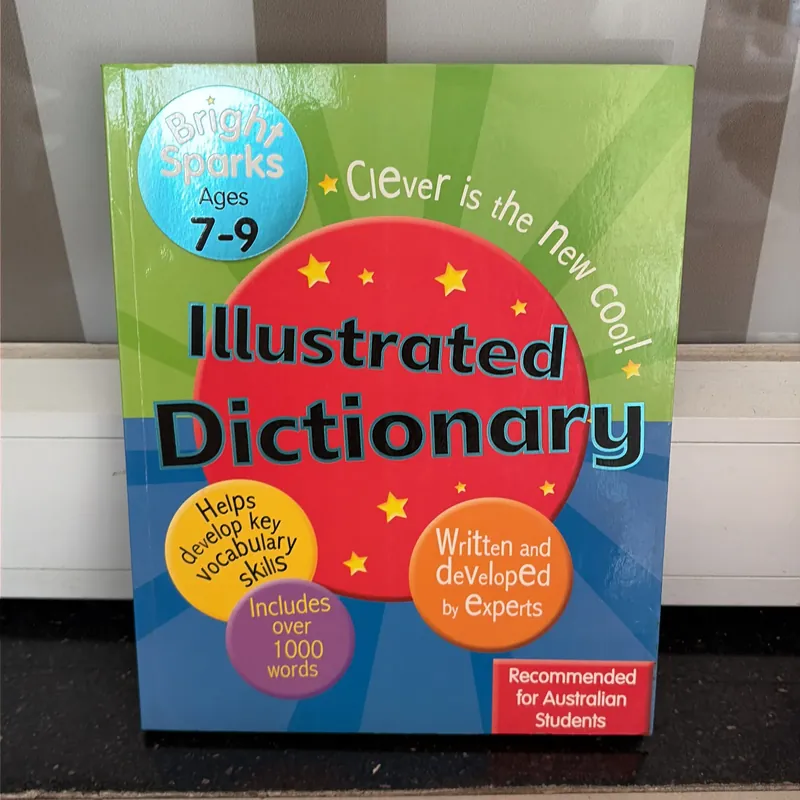 Bright
Sparks
Ages
7-9
Clever is the new cool!
Illustrated
Dictionary
Helps
develop key
vocabulary
skills
Includes
over
1000
words
Written and
developed
by experts
Recommended
for Australian
Students